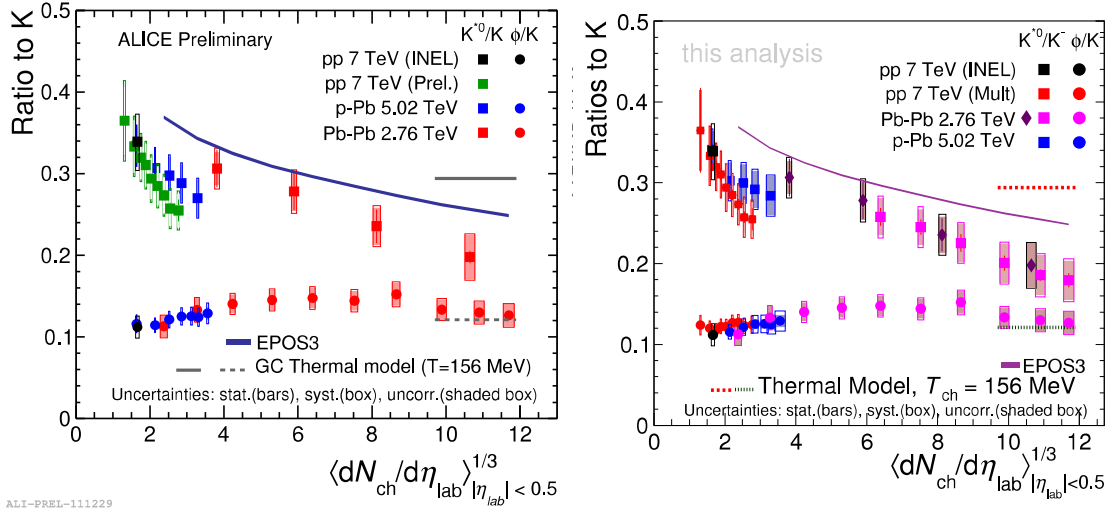 0.5
0.4
0.3
0.2
0.1
0
Ratio to K
ALICE Preliminary
K*0/K ϕ/K
pp 7 TeV (INEL)
pp 7 TeV (Prel.)
p-Pb 5.02 TeV
Pb-Pb 2.76 TeV
EPOS3
GC Thermal model (T=156 MeV)
Uncertainties: stat.(bars), syst.(box), uncorr.(shaded box)
0 2 4 6 8 10 12
⟨dNch/dηlab⟩^1/3 |ηlab| < 0.5
ALI-PREL-111229
0.5
0.4
0.3
0.2
0.1
0
Ratios to K
this analysis
K*0/K- ϕ/K-
pp 7 TeV (INEL)
pp 7 TeV (Mult)
Pb-Pb 2.76 TeV
p-Pb 5.02 TeV
EPOS3
Thermal Model, Tch = 156 MeV
Uncertainties: stat.(bars), syst.(box), uncorr.(shaded box)
0 2 4 6 8 10 12
⟨dNch/dηlab⟩^1/3 |ηlab|<0.5